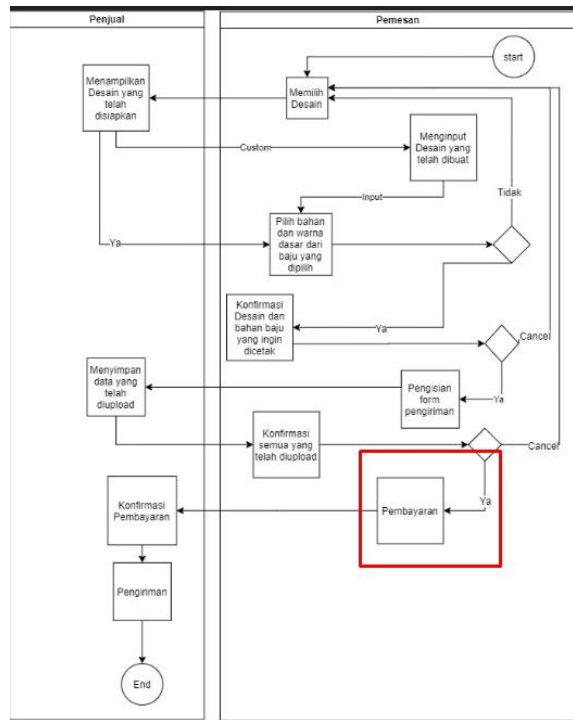 Penjual
Pemesan
start
Menampilkan
Desain yang
telah
disiapkan
Memilih
Desain
Custom
Menginput
Desain yang
telah dibuat
Input
Tidak
Ya
Pilih bahan
dan warna
dasar dari
baju yang
dipilih
Konfirmasi
Desain dan
bahan baju
yang ingin
dicetak
Ya
Cancel
Menyimpan
data yang
telah
diupload
Pengisian
form
pengiriman
Ya
Konfirmasi
semua yang
telah diupload
Cancel
Ya
Konfirmasi
Pembayaran
Pembayaran
Pengiriman
End